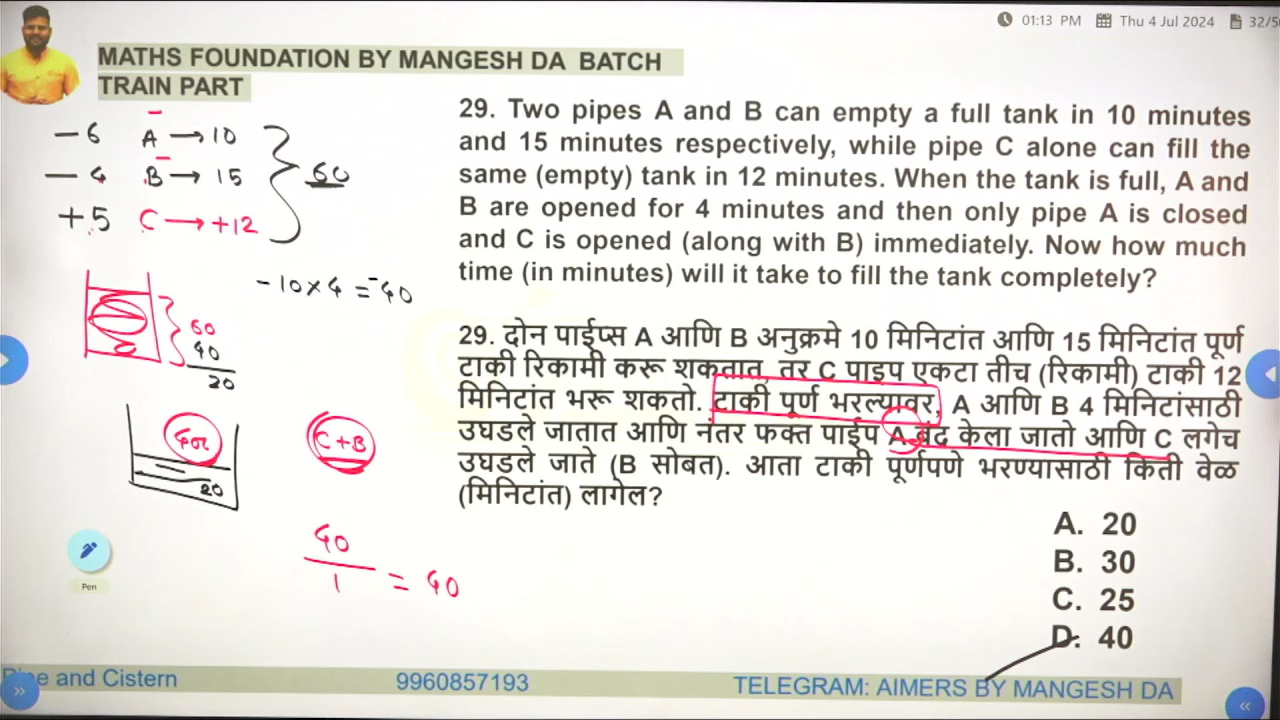 01:13 PM Thu 4 Jul 2024
MATHS FOUNDATION BY MANGESH DA BATCH
TRAIN PART
29. Two pipes A and B can empty a full tank in 10 minutes
and 15 minutes respectively, while pipe C alone can fill the
same (empty) tank in 12 minutes. When the tank is full, A and
B are opened for 4 minutes and then only pipe A is closed
and C is opened (along with B) immediately. Now how much
time (in minutes) will it take to fill the tank completely?
29. दोन पाईप्स A आणि B अनुक्रमे 10 मिनिटांत आणि 15 मिनिटांत पूर्ण
टाकी रिकामी करू शकतात, तर C पाइप एकटा तीच (रिकामी) टाकी 12
मिनिटांत भरू शकतो. टाकी पूर्ण भरल्यावर, A आणि B 4 मिनिटांसाठी
उघडले जातात आणि नंतर फक्त पाईप A बंद केला जातो आणि C लगेच
उघडले जाते (B सोबत). आता टाकी पूर्णपणे भरण्यासाठी किती वेळ
(मिनिटांत) लागेल?
A. 20
B. 30
C. 25
D. 40
-6 A → 10
-4 B → 15
+5 C → +12
60
-10 × 4 = -40
60
40
20
40
20
C+B
40
1
= 40
Pen
and Cistern
9960857193
TELEGRAM: AIMERS BY MANGESH DA